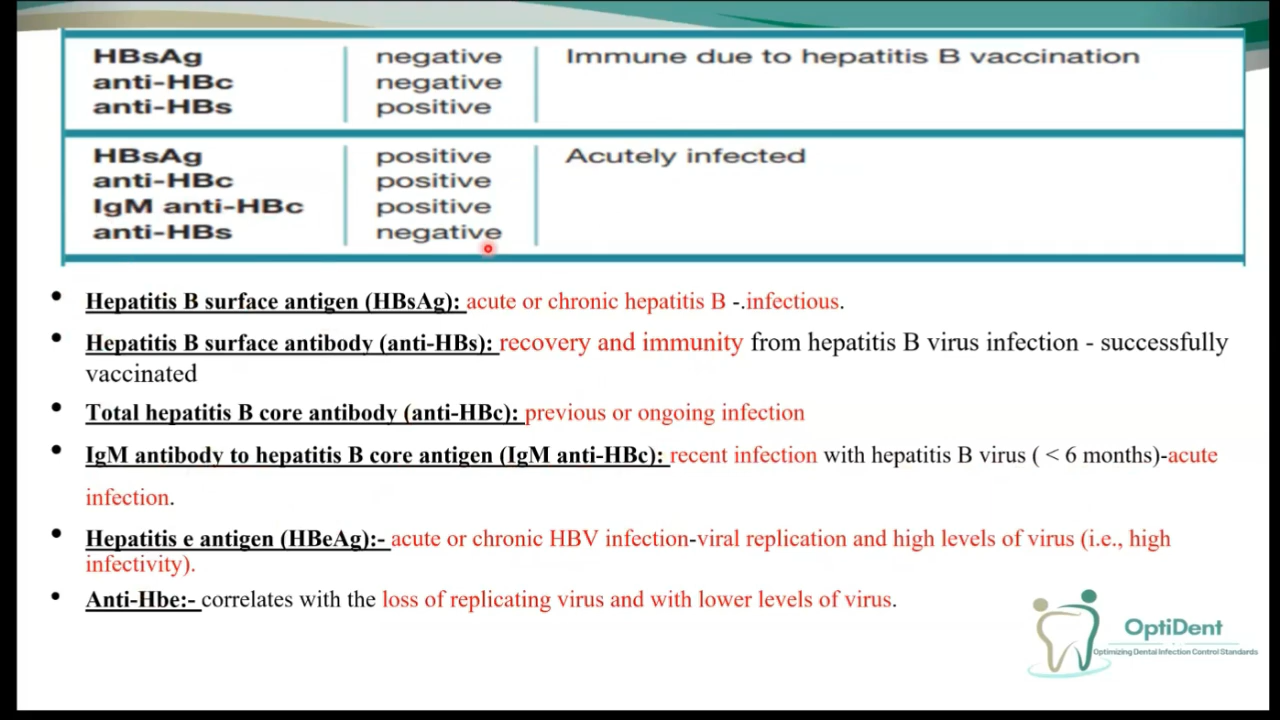 HBsAg negative Immune due to hepatitis B vaccination
anti-HBc negative
anti-HBs positive
HBsAg positive Acutely infected
anti-HBc positive
IgM anti-HBc positive
anti-HBs negative
• Hepatitis B surface antigen (HBsAg): acute or chronic hepatitis B -.infectious.
• Hepatitis B surface antibody (anti-HBs): recovery and immunity from hepatitis B virus infection - successfully
vaccinated
• Total hepatitis B core antibody (anti-HBc): previous or ongoing infection
• IgM antibody to hepatitis B core antigen (IgM anti-HBc): recent infection with hepatitis B virus ( < 6 months)-acute
infection.
• Hepatitis e antigen (HBeAg):- acute or chronic HBV infection-viral replication and high levels of virus (i.e., high
infectivity).
• Anti-Hbe:- correlates with the loss of replicating virus and with lower levels of virus.
OptiDent
Optimizing Dental Infection Control Standards